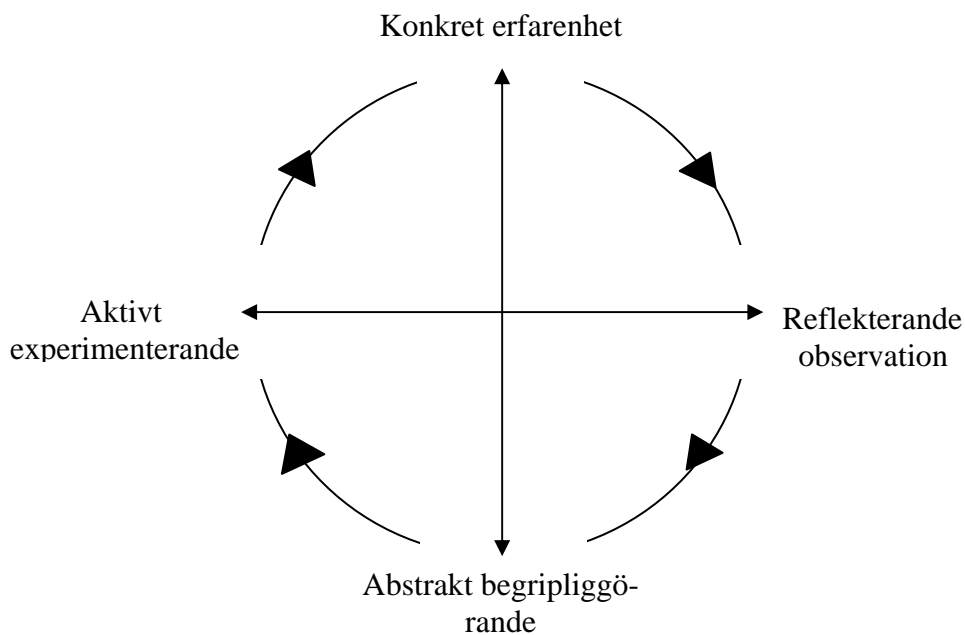 Konkret erfarenhet
Aktivt
experimenterande
Reflekterande
observation
Abstrakt begripliggö-
rande